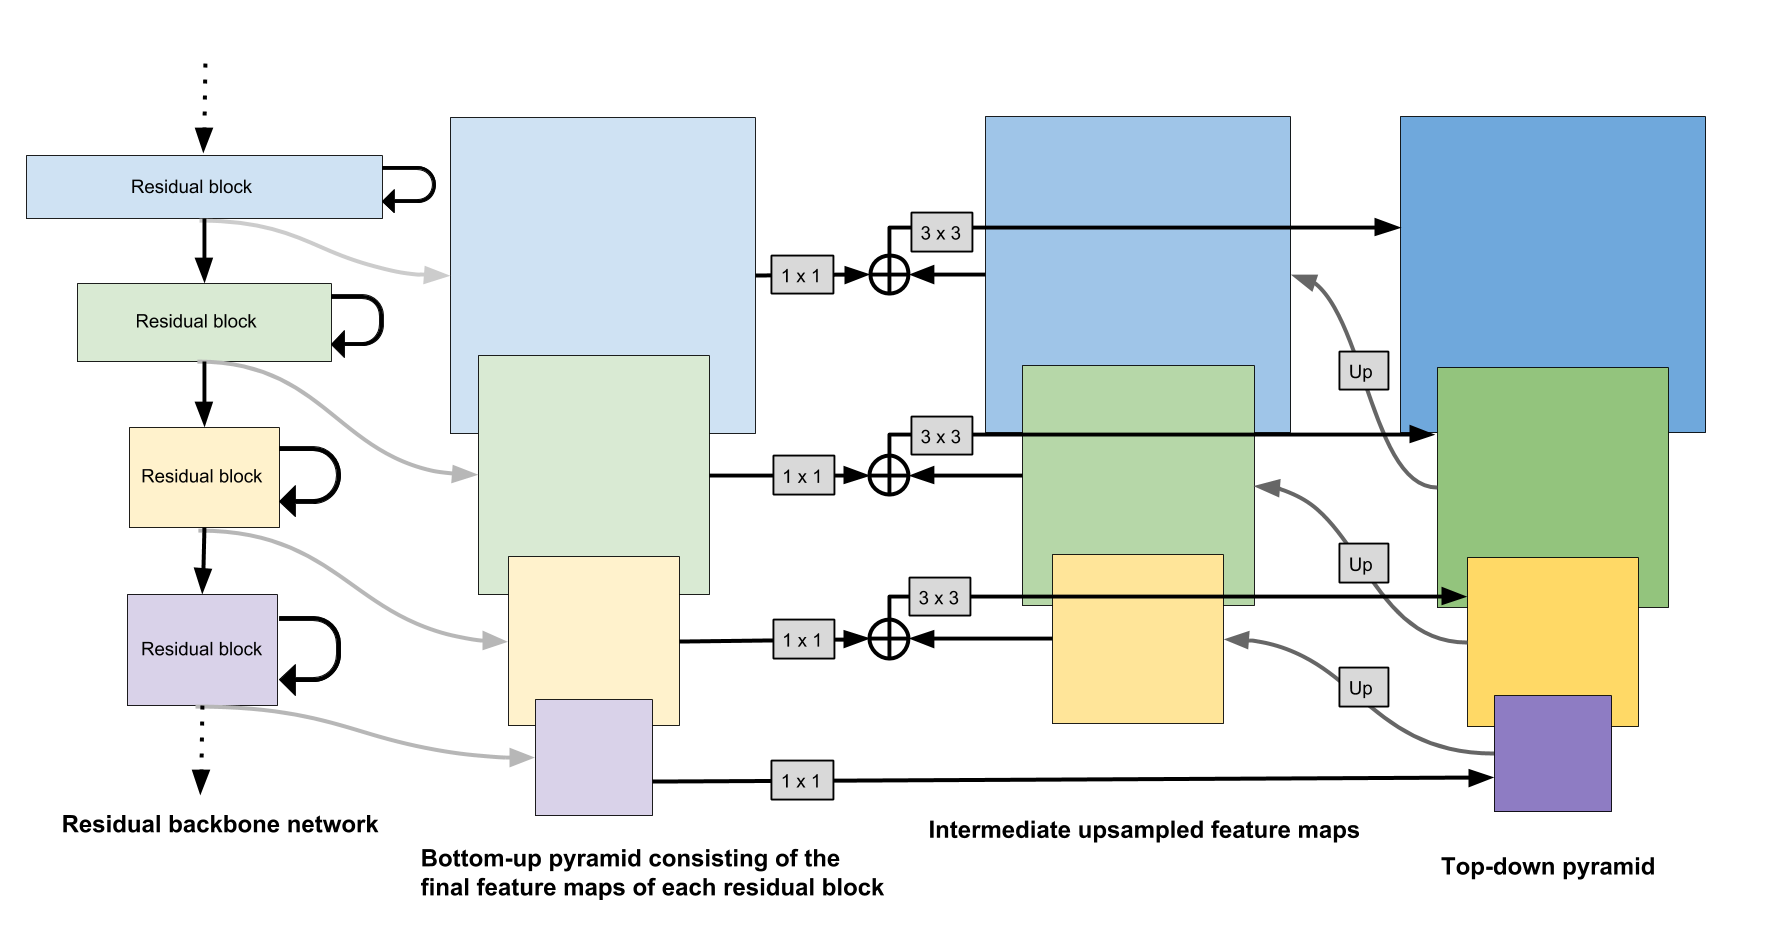 Residual block
3 x 3
1 x 1
Residual block
Up
3 x 3
Residual block
1 x 1
Up
3 x 3
Residual block
1 x 1
Up
1 x 1
Residual backbone network
Intermediate upsampled feature maps
Bottom-up pyramid consisting of the
final feature maps of each residual block
Top-down pyramid